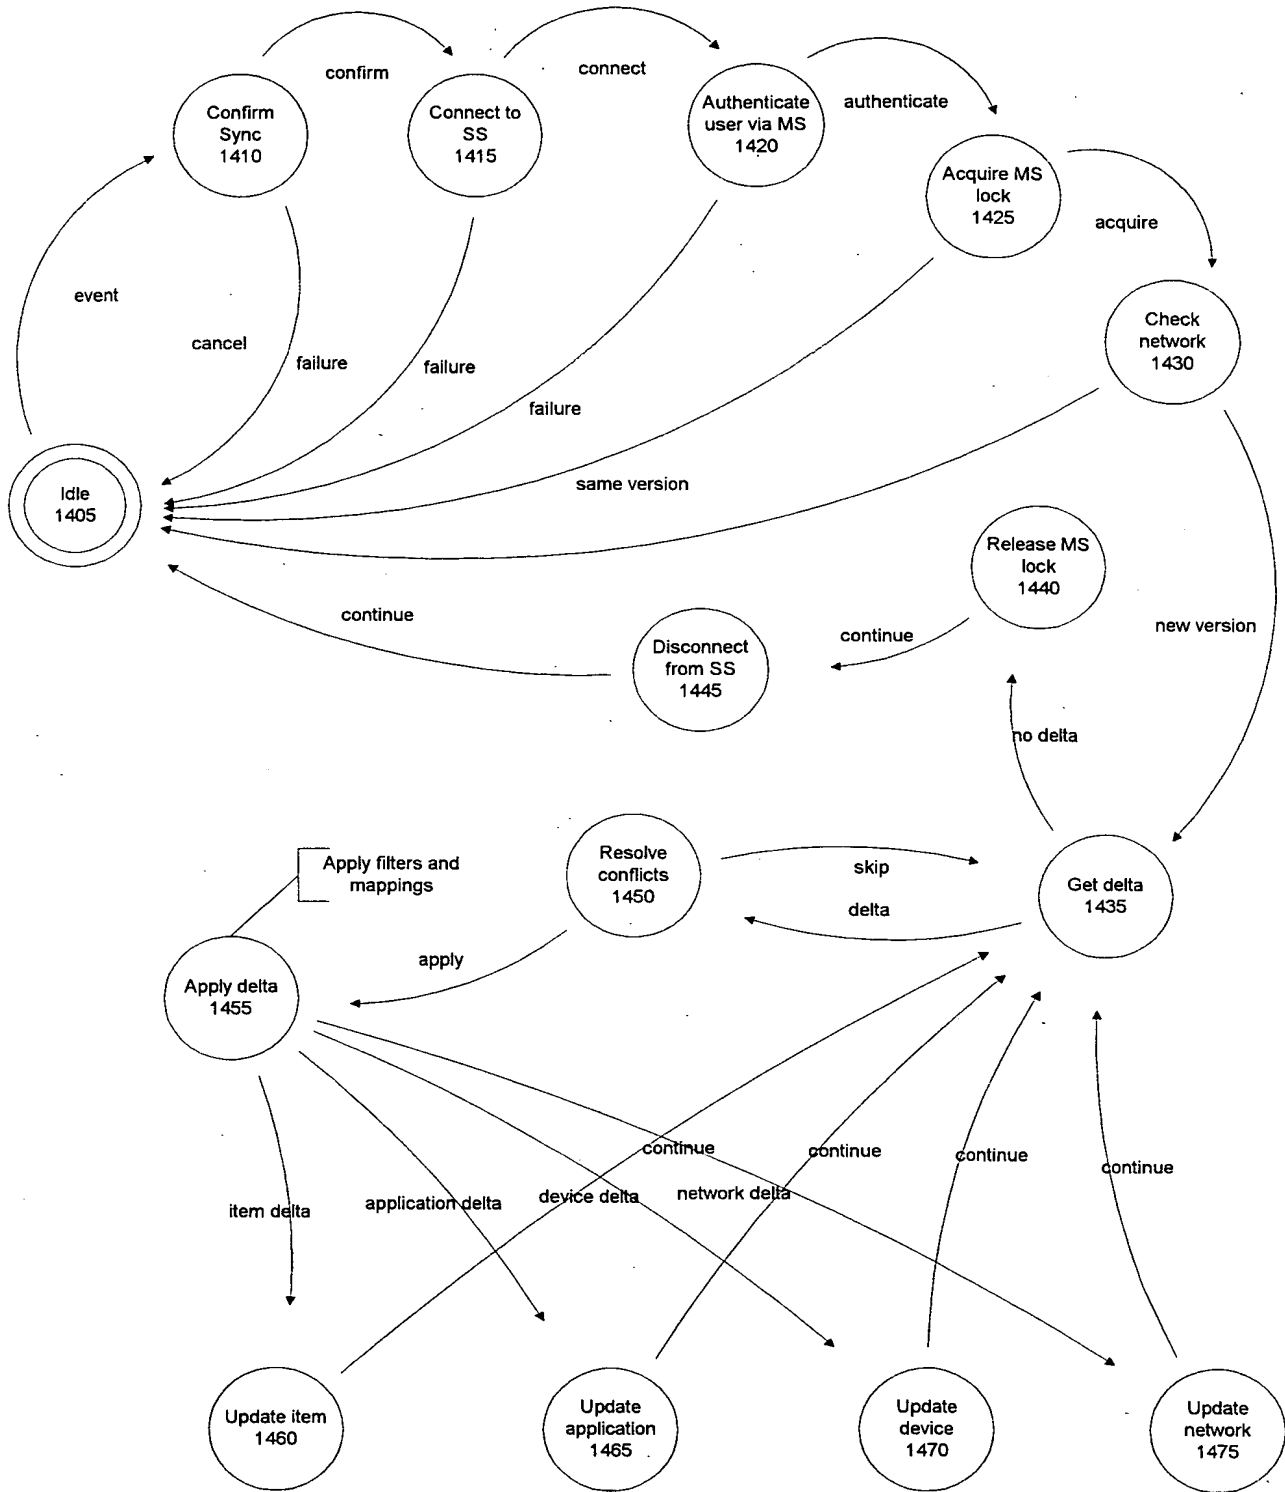 confirm
connect
authenticate
Confirm
Sync
1410
Connect to
SS
1415
Authenticate
user via MS
1420
Acquire MS
lock
1425
acquire
event
cancel
failure
failure
failure
Check
network
1430
same version
Idle
1405
Release MS
lock
1440
continue
continue
new version
Disconnect
from SS
1445
no delta
Apply filters and
mappings
Resolve
conflicts
1450
skip
delta
Get delta
1435
apply
Apply delta
1455
continue
continue
continue
continue
item delta
application delta
device delta
network delta
Update item
1460
Update
application
1465
Update
device
1470
Update
network
1475